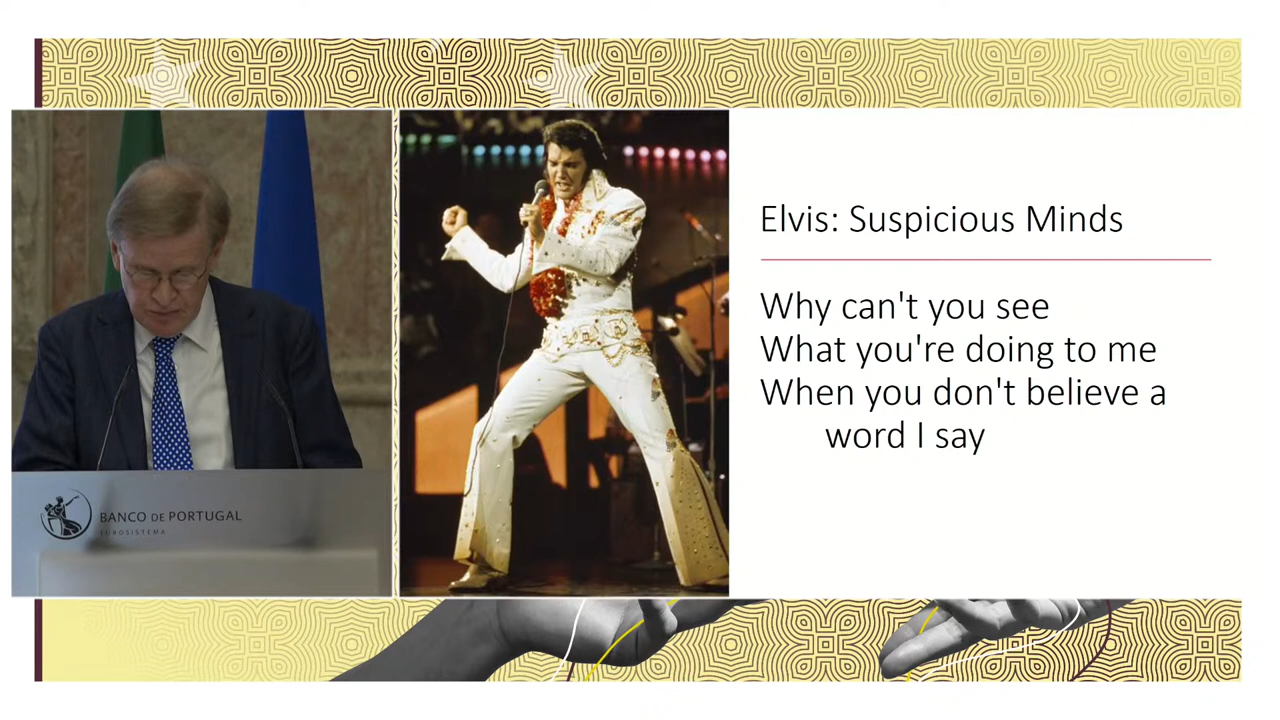 Elvis: Suspicious Minds
Why can't you see
What you're doing to me
When you don't believe a
word I say
BANCO DE PORTUGAL
EUROSISTEMA